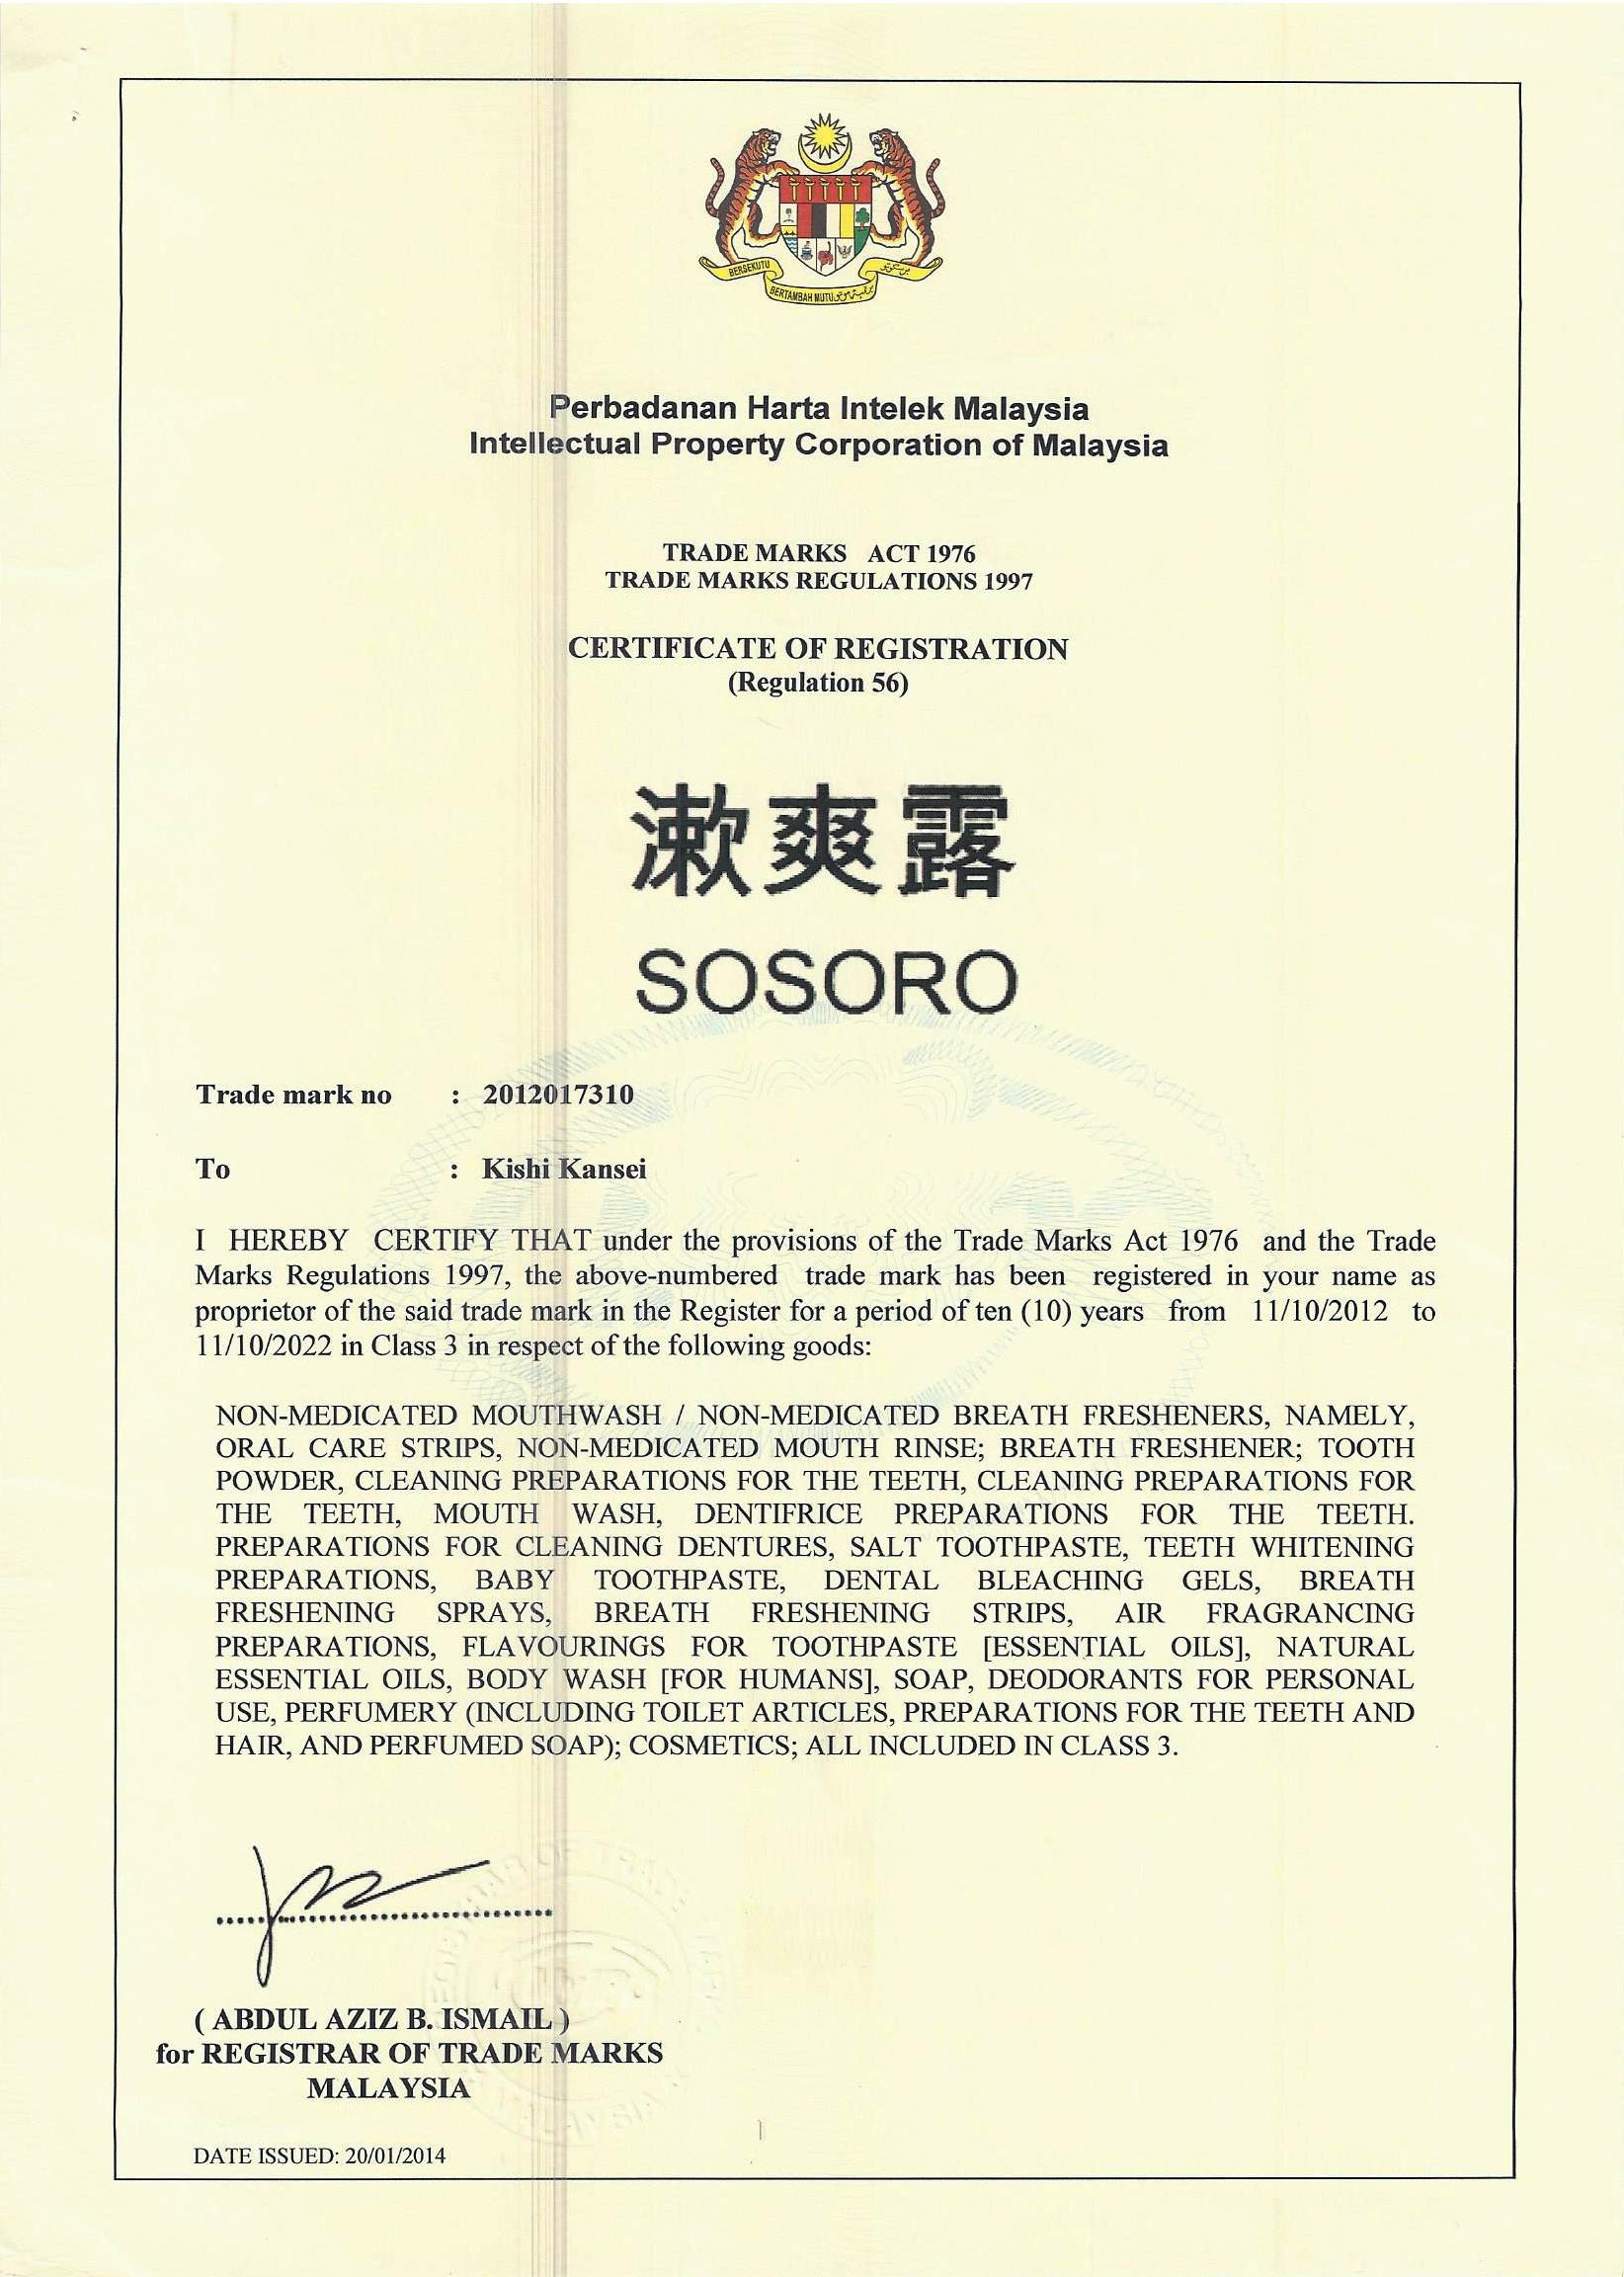 BERSEKUTU
BERTAMBAH MUTU
Perbadanan Harta Intelek Malaysia
Intellectual Property Corporation of Malaysia
TRADE MARKS ACT 1976
TRADE MARKS REGULATIONS 1997
CERTIFICATE OF REGISTRATION
(Regulation 56)
漱爽露
SOSORO
Trade mark no : 2012017310
To : Kishi Kansei
I HEREBY CERTIFY THAT under the provisions of the Trade Marks Act 1976 and the Trade
Marks Regulations 1997, the above-numbered trade mark has been registered in your name as
proprietor of the said trade mark in the Register for a period of ten (10) years from 11/10/2012 to
11/10/2022 in Class 3 in respect of the following goods:
NON-MEDICATED MOUTHWASH / NON-MEDICATED BREATH FRESHENERS, NAMELY,
ORAL CARE STRIPS, NON-MEDICATED MOUTH RINSE; BREATH FRESHENER; TOOTH
POWDER, CLEANING PREPARATIONS FOR THE TEETH, CLEANING PREPARATIONS FOR
THE TEETH, MOUTH WASH, DENTIFRICE PREPARATIONS FOR THE TEETH.
PREPARATIONS FOR CLEANING DENTURES, SALT TOOTHPASTE, TEETH WHITENING
PREPARATIONS, BABY TOOTHPASTE, DENTAL BLEACHING GELS, BREATH
FRESHENING SPRAYS, BREATH FRESHENING STRIPS, AIR FRAGRANCING
PREPARATIONS, FLAVOURINGS FOR TOOTHPASTE [ESSENTIAL OILS], NATURAL
ESSENTIAL OILS, BODY WASH [FOR HUMANS], SOAP, DEODORANTS FOR PERSONAL
USE, PERFUMERY (INCLUDING TOILET ARTICLES, PREPARATIONS FOR THE TEETH AND
HAIR, AND PERFUMED SOAP); COSMETICS; ALL INCLUDED IN CLASS 3.
( ABDUL AZIZ B. ISMAIL )
for REGISTRAR OF TRADE MARKS
MALAYSIA
DATE ISSUED: 20/01/2014